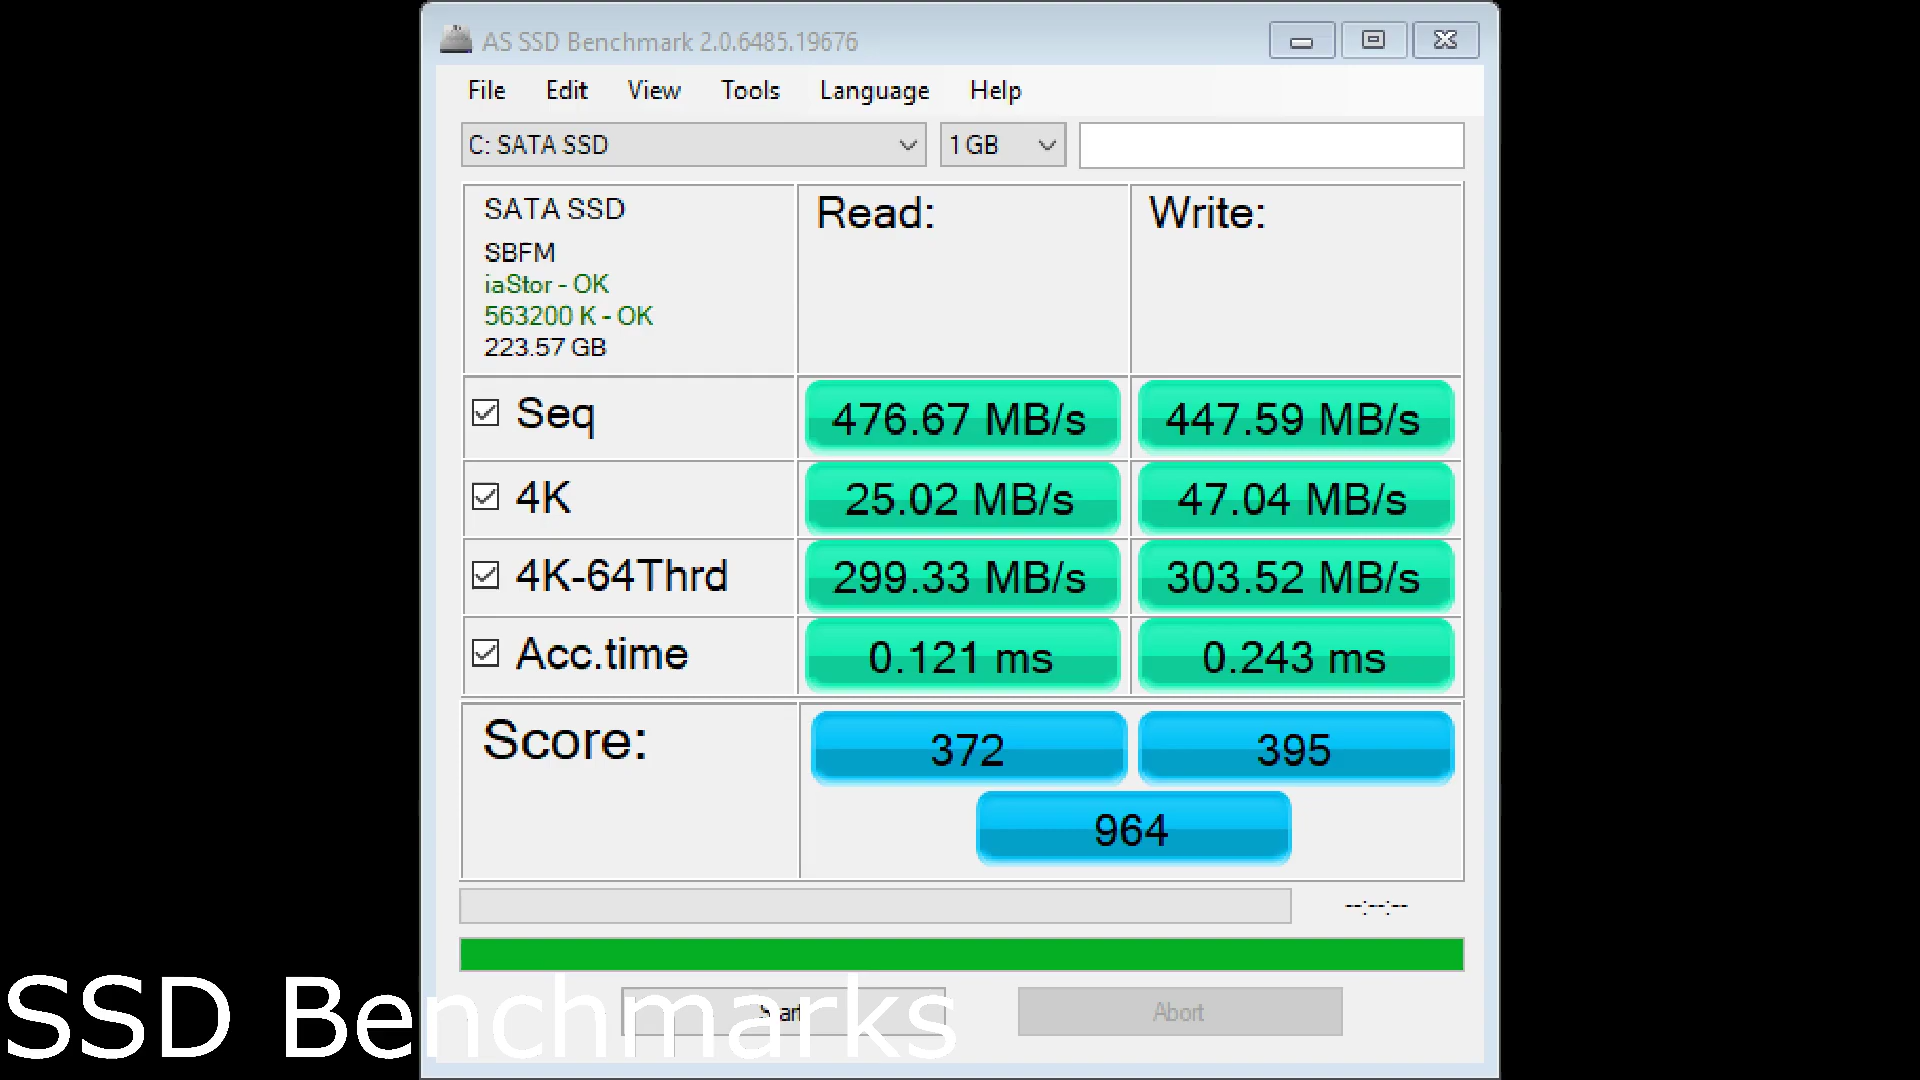 AS SSD Benchmark 2.0.6485.19676
File Edit View Tools Language Help
C: SATA SSD 1 GB
SATA SSD Read: Write:
SBFM
iaStor - OK
563200 K - OK
223.57 GB
Seq 476.67 MB/s 447.59 MB/s
4K 25.02 MB/s 47.04 MB/s
4K-64Thrd 299.33 MB/s 303.52 MB/s
Acc.time 0.121 ms 0.243 ms
Score: 372 395
964
--:--:--
Start Abort
SSD Benchmarks